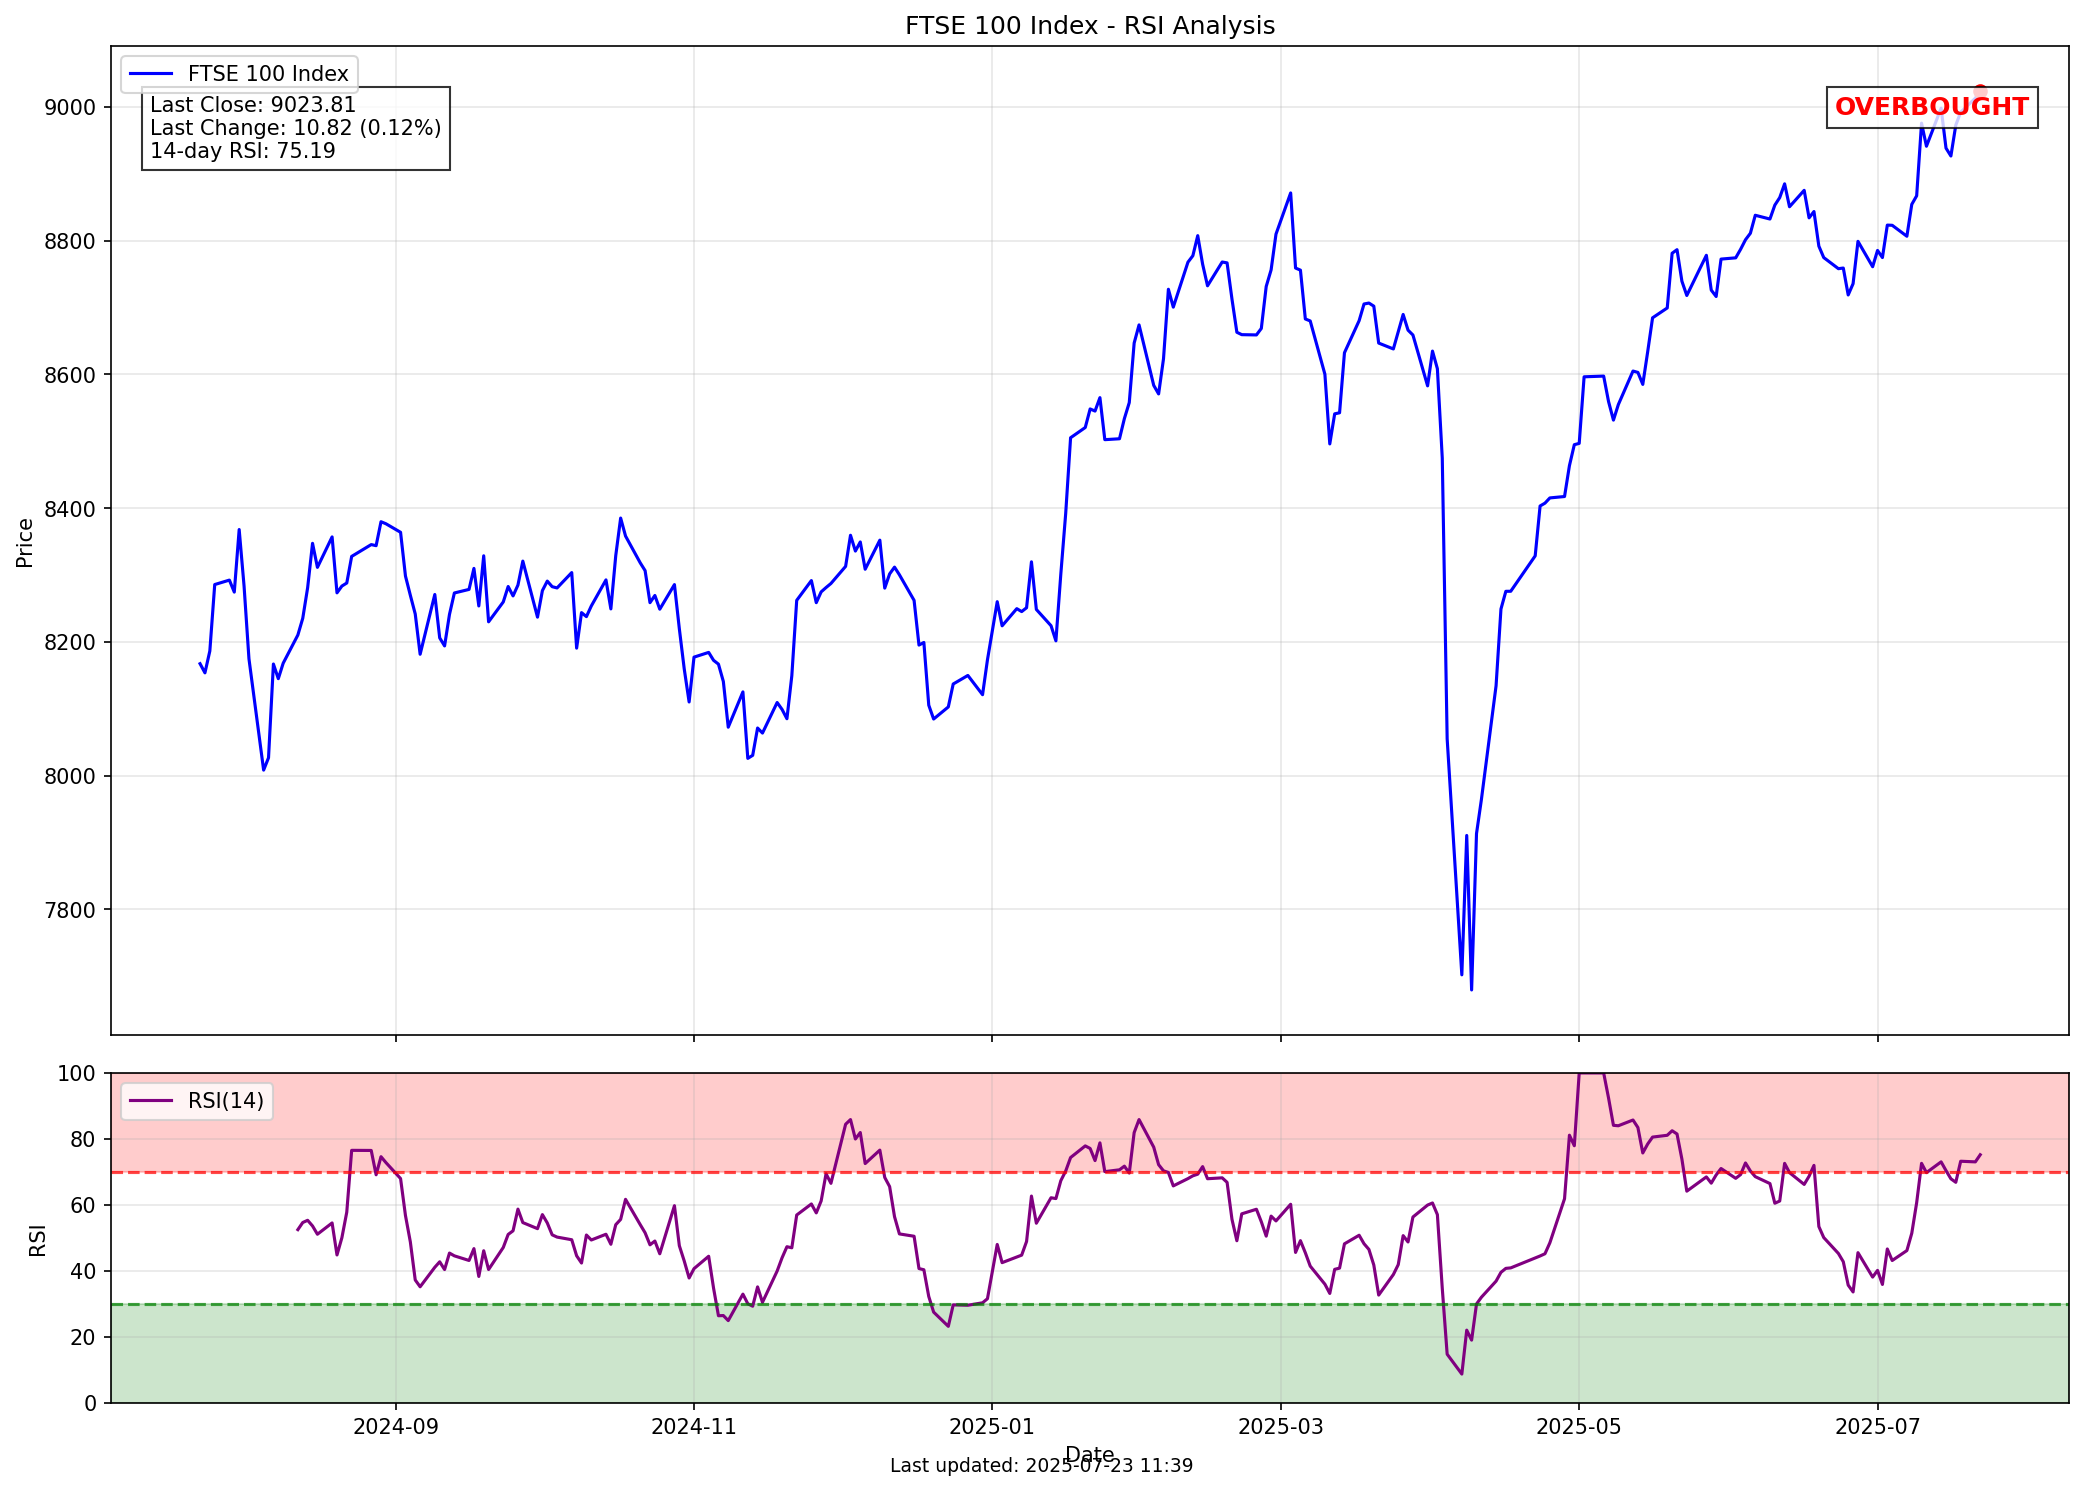 FTSE 100 Index - RSI Analysis
FTSE 100 Index
Last Close: 9023.81
Last Change: 10.82 (0.12%)
14-day RSI: 75.19
OVERBOUGHT
Price
9000
8800
8600
8400
8200
8000
7800
RSI(14)
RSI
100
80
60
40
20
0
2024-09
2024-11
2025-01
2025-03
2025-05
2025-07
Date
Last updated: 2025-07-23 11:39